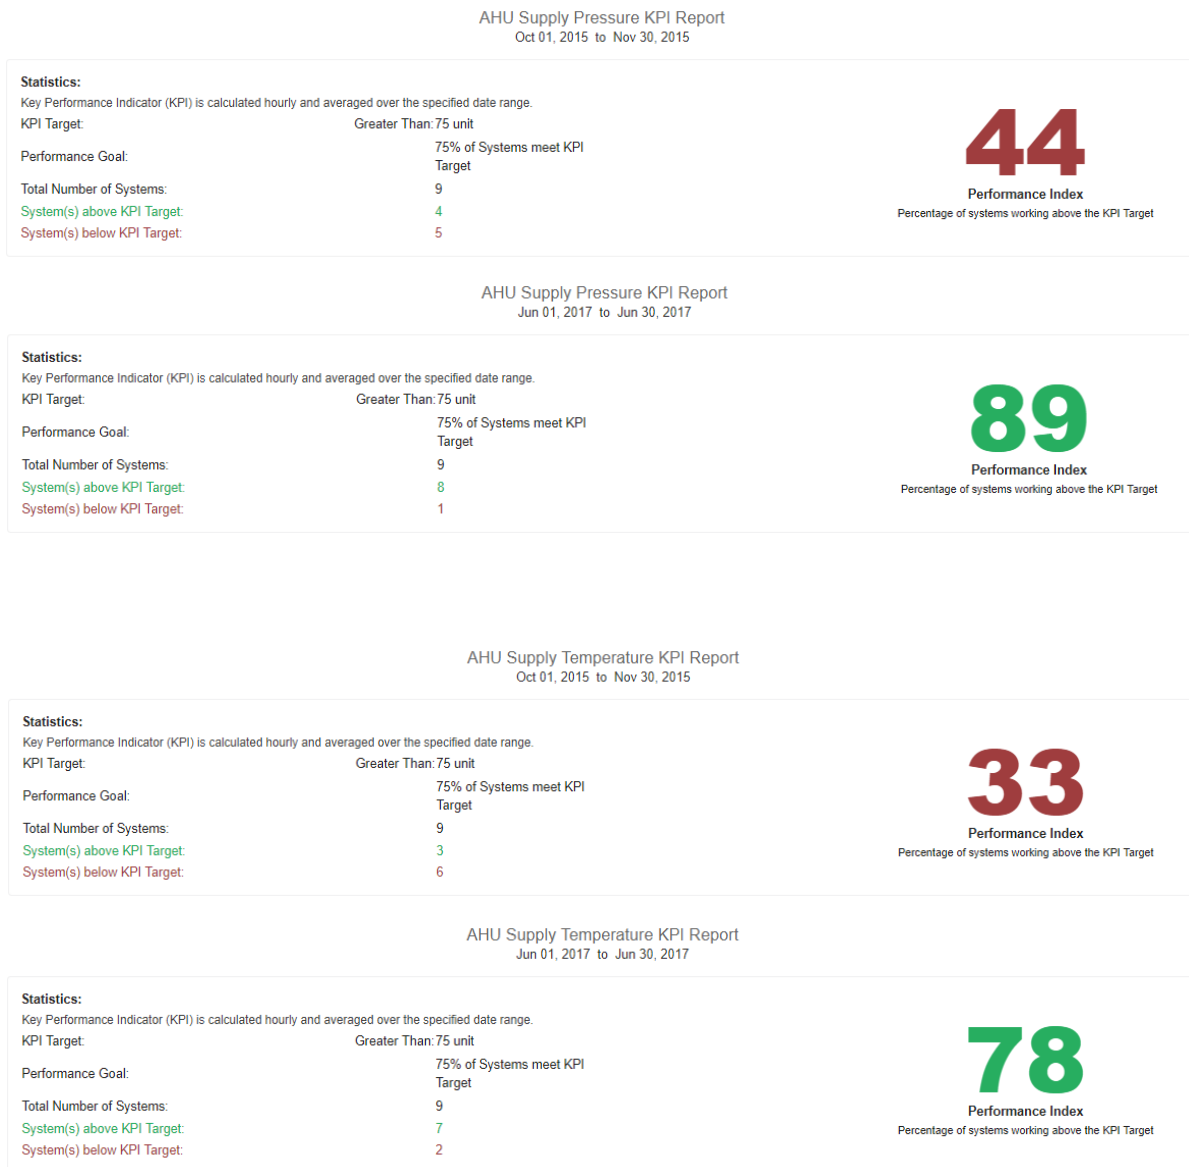 AHU Supply Pressure KPI Report
Oct 01, 2015 to Nov 30, 2015
Statistics:
Key Performance Indicator (KPI) is calculated hourly and averaged over the specified date range.
KPI Target: Greater Than: 75 unit
Performance Goal: 75% of Systems meet KPI
Target
Total Number of Systems: 9
System(s) above KPI Target: 4
System(s) below KPI Target: 5
44
Performance Index
Percentage of systems working above the KPI Target
AHU Supply Pressure KPI Report
Jun 01, 2017 to Jun 30, 2017
Statistics:
Key Performance Indicator (KPI) is calculated hourly and averaged over the specified date range.
KPI Target: Greater Than: 75 unit
Performance Goal: 75% of Systems meet KPI
Target
Total Number of Systems: 9
System(s) above KPI Target: 8
System(s) below KPI Target: 1
89
Performance Index
Percentage of systems working above the KPI Target
AHU Supply Temperature KPI Report
Oct 01, 2015 to Nov 30, 2015
Statistics:
Key Performance Indicator (KPI) is calculated hourly and averaged over the specified date range.
KPI Target: Greater Than: 75 unit
Performance Goal: 75% of Systems meet KPI
Target
Total Number of Systems: 9
System(s) above KPI Target: 3
System(s) below KPI Target: 6
33
Performance Index
Percentage of systems working above the KPI Target
AHU Supply Temperature KPI Report
Jun 01, 2017 to Jun 30, 2017
Statistics:
Key Performance Indicator (KPI) is calculated hourly and averaged over the specified date range.
KPI Target: Greater Than: 75 unit
Performance Goal: 75% of Systems meet KPI
Target
Total Number of Systems: 9
System(s) above KPI Target: 7
System(s) below KPI Target: 2
78
Performance Index
Percentage of systems working above the KPI Target